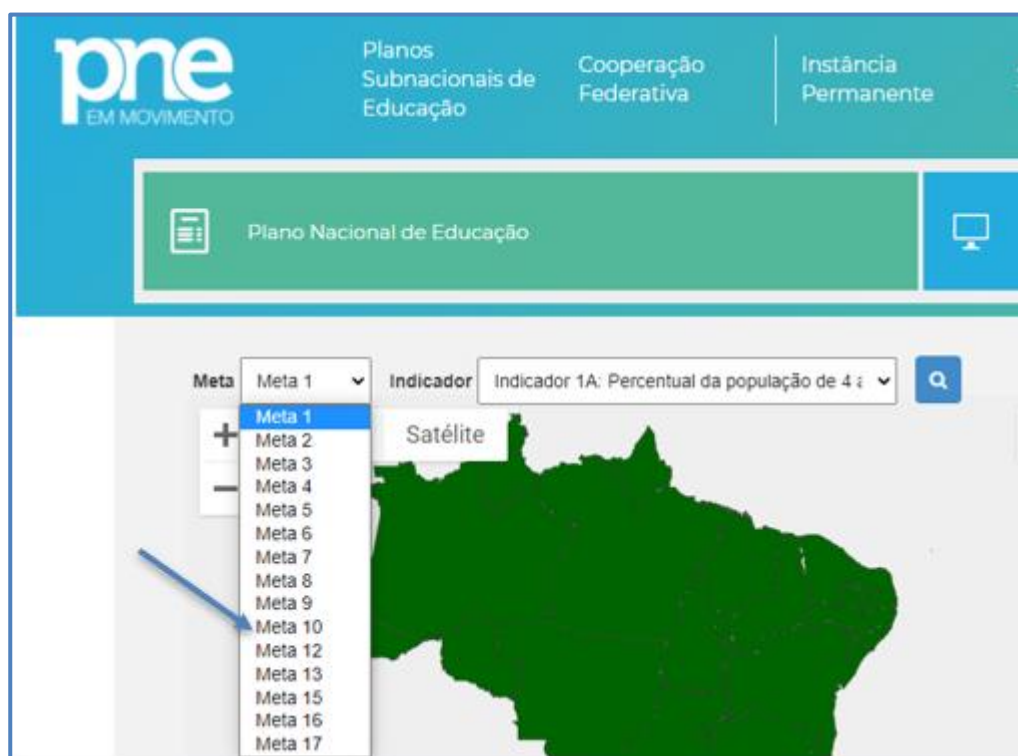 pne
EM MOVIMENTO
Planos
Subnacionais de
Educação
Cooperação
Federativa
Instância
Permanente
Plano Nacional de Educação
Meta Meta 1 Indicador Indicador 1A: Percentual da população de 4 a
+ Satélite
−
Meta 1
Meta 2
Meta 3
Meta 4
Meta 5
Meta 6
Meta 7
Meta 8
Meta 9
Meta 10
Meta 12
Meta 13
Meta 15
Meta 16
Meta 17